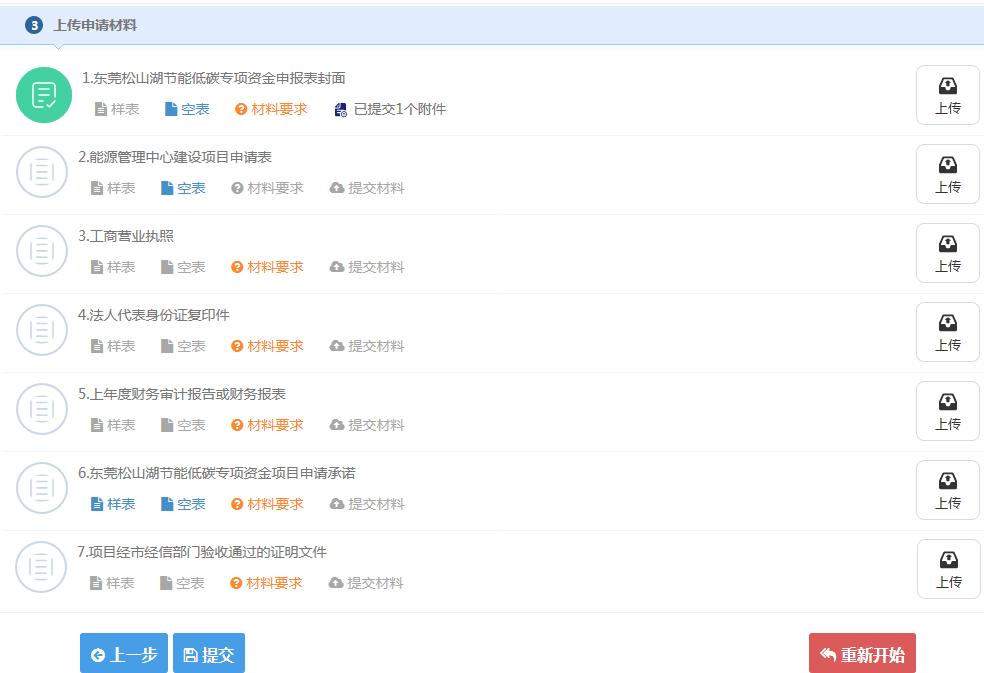 3 上传申请材料
1.东莞松山湖节能低碳专项资金申报表封面
样表 空表 材料要求 已提交1个附件 上传
2.能源管理中心建设项目申请表
样表 空表 材料要求 提交材料 上传
3.工商营业执照
样表 空表 材料要求 提交材料 上传
4.法人代表身份证复印件
样表 空表 材料要求 提交材料 上传
5.上年度财务审计报告或财务报表
样表 空表 材料要求 提交材料 上传
6.东莞松山湖节能低碳专项资金项目申请承诺
样表 空表 材料要求 提交材料 上传
7.项目经市经信部门验收通过的证明文件
样表 空表 材料要求 提交材料 上传
上一步 提交 重新开始